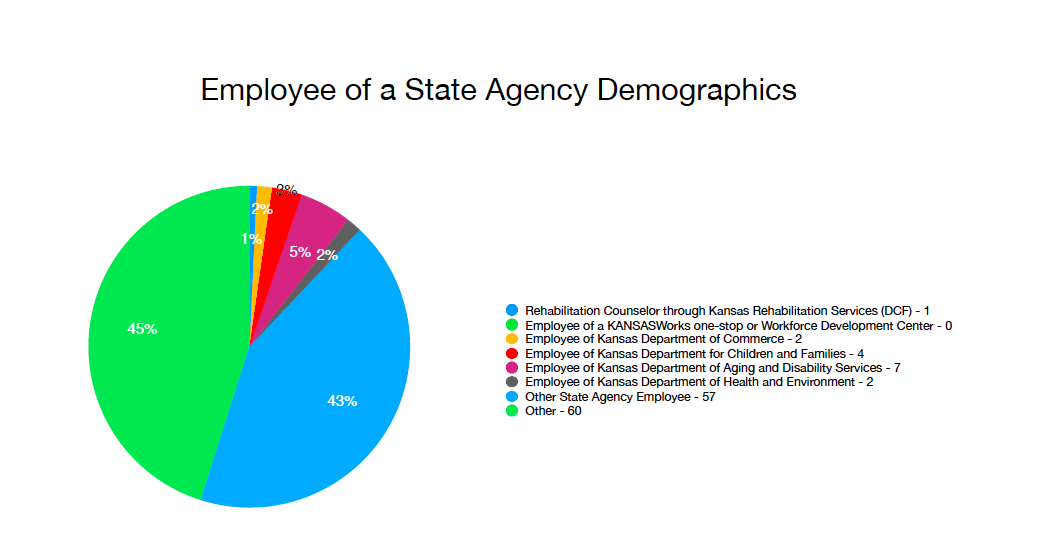 Employee of a State Agency Demographics
3%
2%
1%
5%
2%
45%
43%
Rehabilitation Counselor through Kansas Rehabilitation Services (DCF) - 1
Employee of a KANSASWorks one-stop or Workforce Development Center - 0
Employee of Kansas Department of Commerce - 2
Employee of Kansas Department for Children and Families - 4
Employee of Kansas Department of Aging and Disability Services - 7
Employee of Kansas Department of Health and Environment - 2
Other State Agency Employee - 57
Other - 60